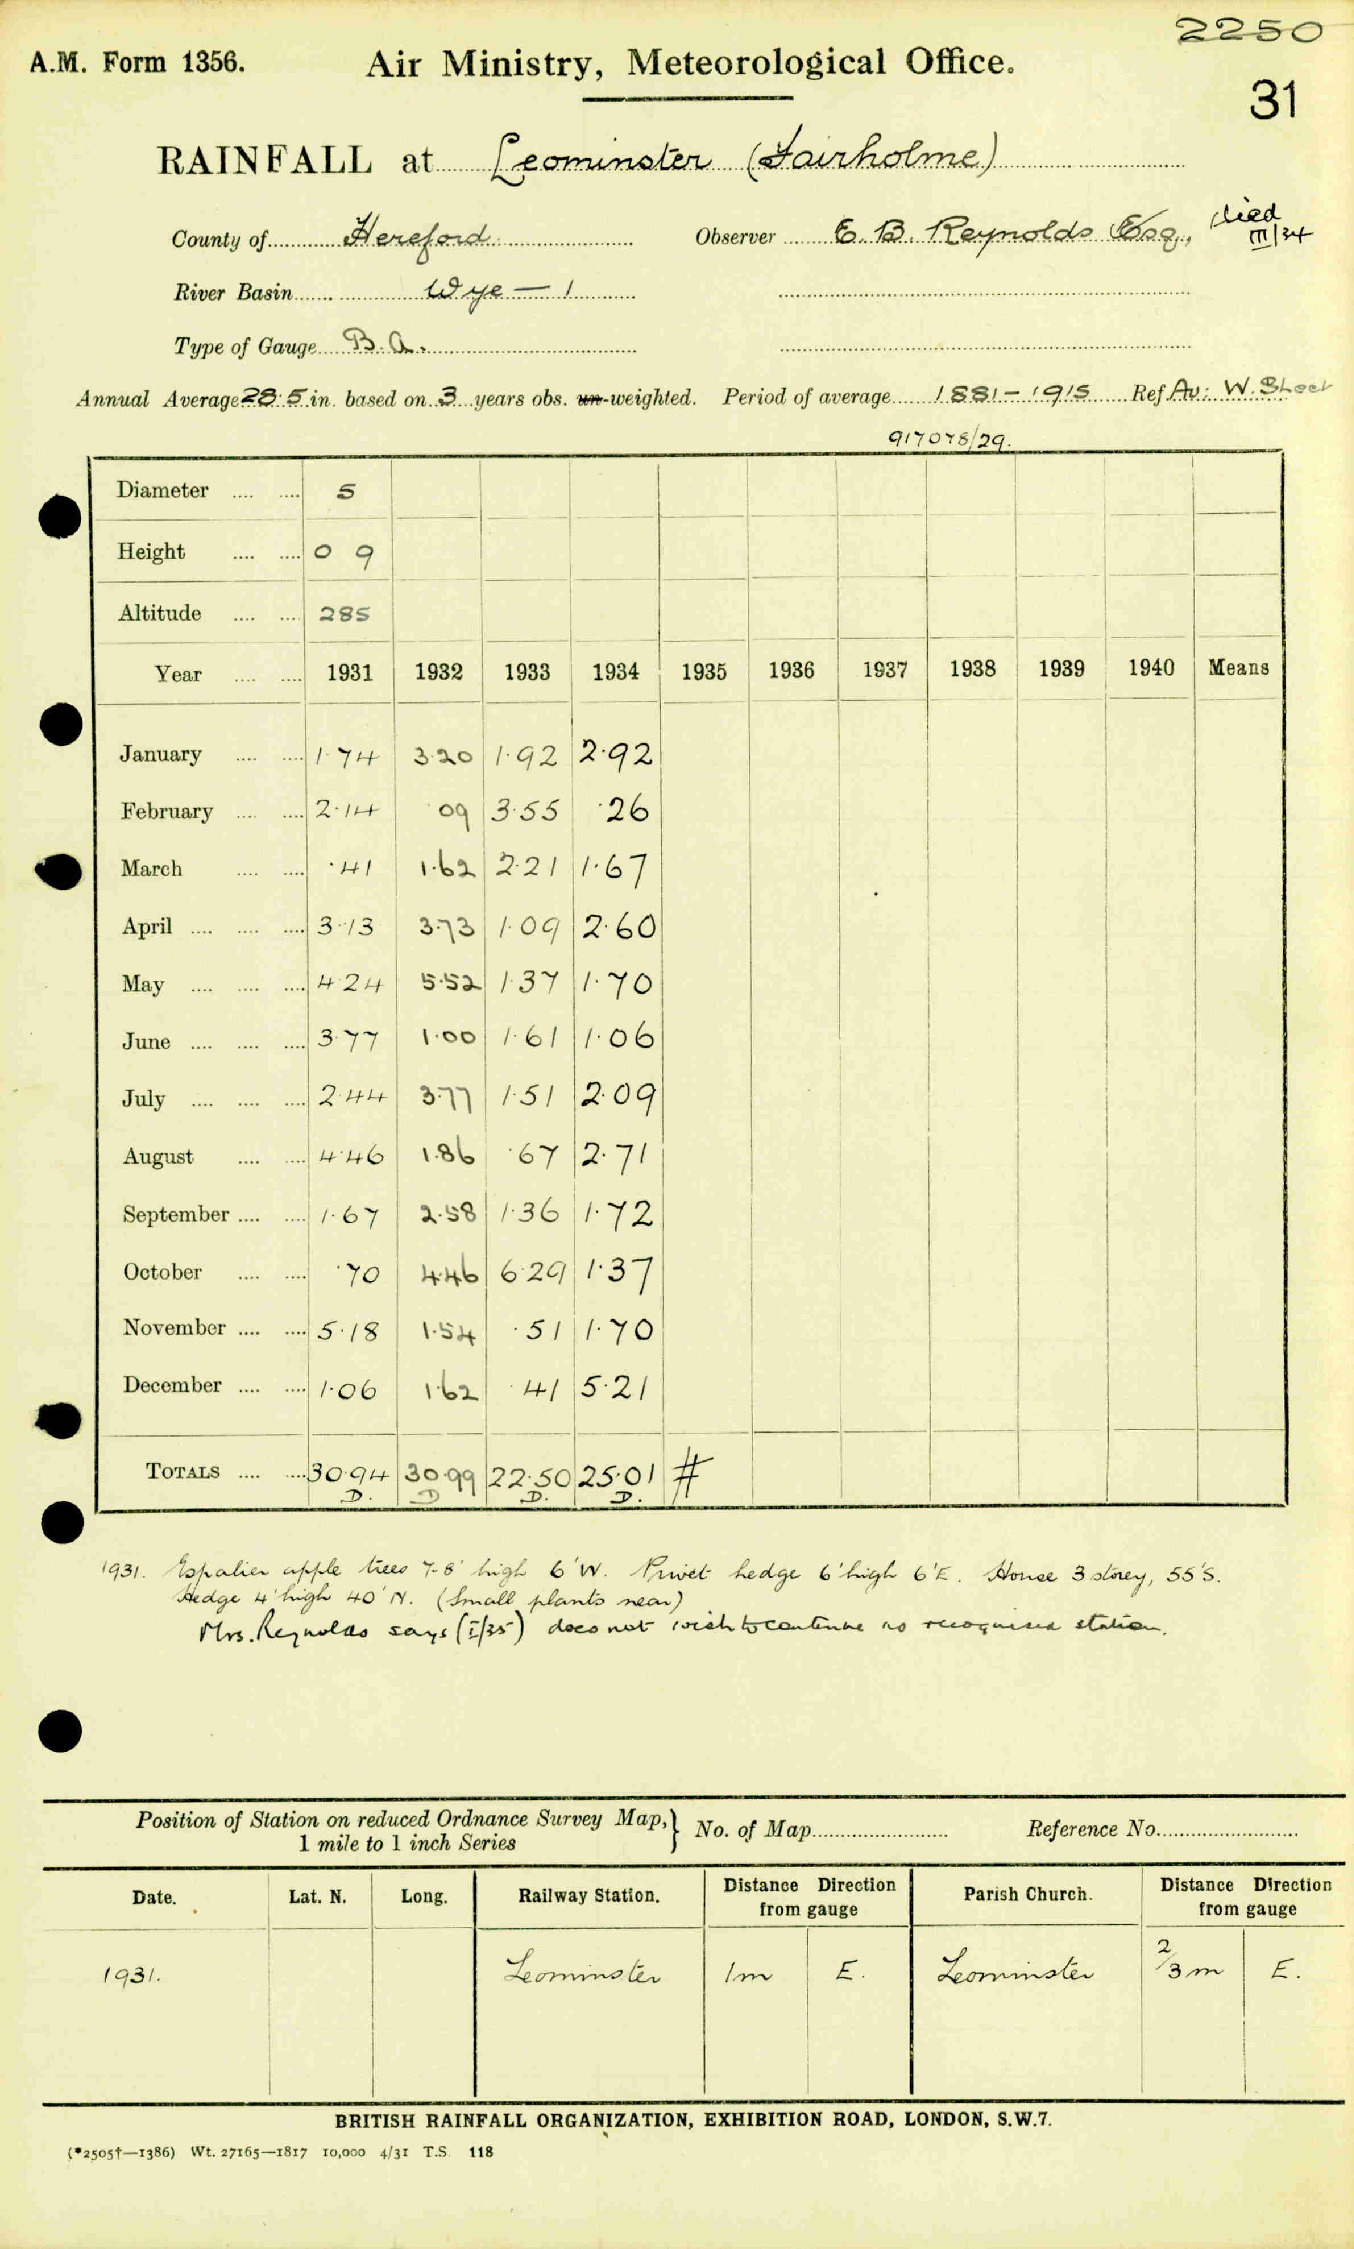 2250
A.M. Form 1356. Air Ministry, Meteorological Office.
31
RAINFALL at Leominster (Fairholme)
County of Hereford Observer E. B. Reynolds Esq., died III/34
River Basin Wye — 1
Type of Gauge B.A.
Annual Average 28.5 in. based on 3 years obs. un-weighted. Period of average 1881 – 1915 Ref Av: W. Sheet
917078/29.
Diameter .... .... 5
Height .... .... 0 9
Altitude .... .... 285
Year .... .... 1931 1932 1933 1934 1935 1936 1937 1938 1939 1940 Means
January .... .... 1.74 3.20 1.92 2.92
February .... .... 2.14 09 3.55 .26
March .... .... .41 1.62 2.21 1.67
April .... .... .... 3.13 3.73 1.09 2.60
May .... .... .... 4.24 5.52 1.37 1.70
June .... .... .... 3.77 1.00 1.61 1.06
July .... .... .... 2.44 3.77 1.51 2.09
August .... .... 4.46 1.86 .67 2.71
September .... .... 1.67 2.58 1.36 1.72
October .... .... .70 4.46 6.29 1.37
November .... .... 5.18 1.54 .51 1.70
December .... .... 1.06 1.62 41 5.21
TOTALS .... .... 30.94 30.99 22.50 25.01 #
D. D D. D.
1931. Espalier apple trees 7-8' high 6'W. Privet hedge 6'high 6'E. House 3 storey, 55'S.
Hedge 4'high 40'N. (Small plants near)
Mrs. Reynolds says (I/35) does not wish to continue as recognised station.
Position of Station on reduced Ordnance Survey Map,} No. of Map Reference No.
1 mile to 1 inch Series
Date. Lat. N. Long. Railway Station. Distance Direction from gauge Parish Church. Distance Direction from gauge
1931. Leominster 1m E. Leominster 2/3 m E.
BRITISH RAINFALL ORGANIZATION, EXHIBITION ROAD, LONDON, S.W.7.
(*2505†—1386) Wt. 27165—1817 10,000 4/31 T.S. 118